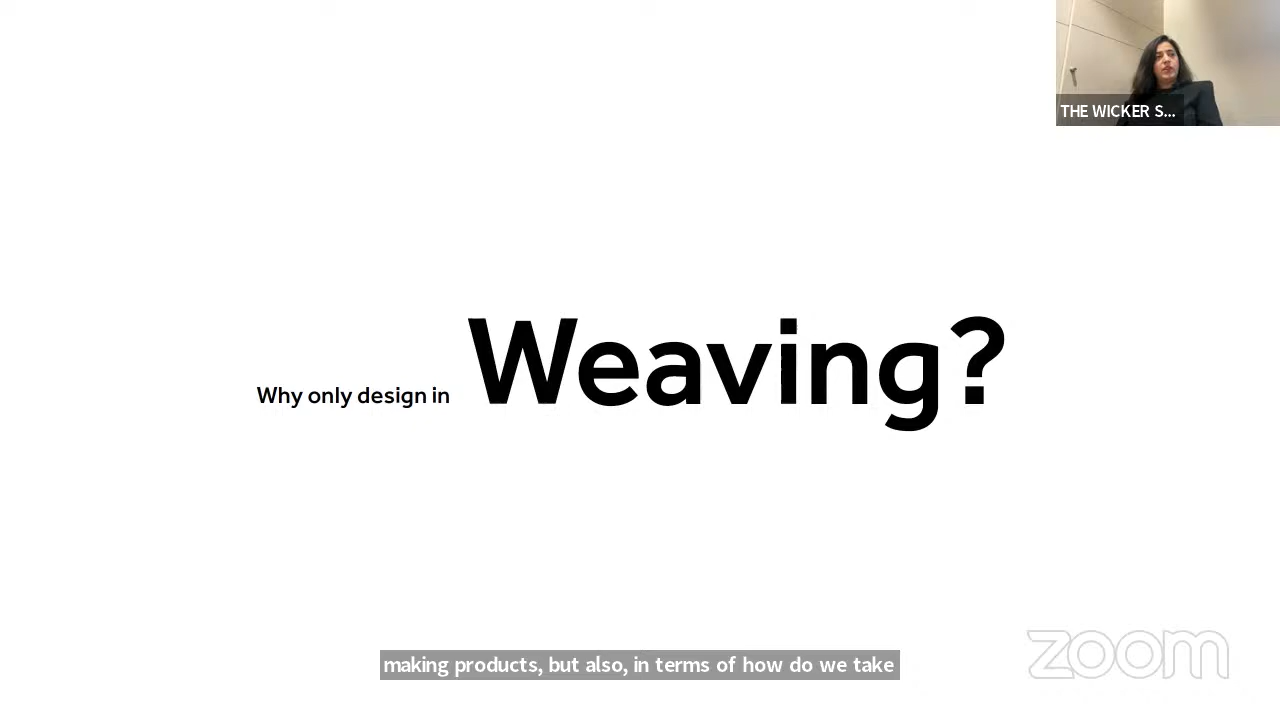 THE WICKER S...
Why only design in Weaving?
making products, but also, in terms of how do we take
zoom